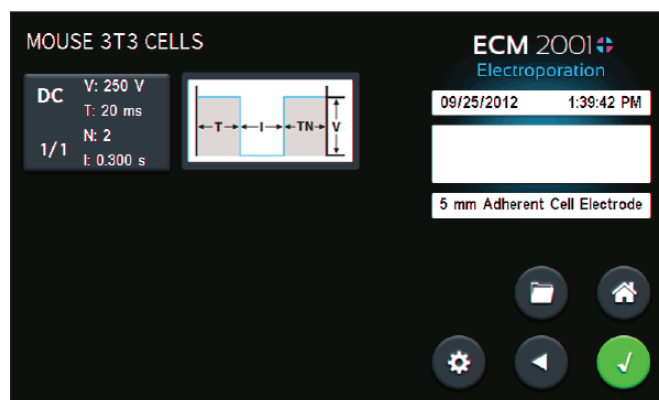 MOUSE 3T3 CELLS
DC
1/1
V: 250 V
T: 20 ms
N: 2
I: 0.300 s
T I TN V
ECM 2001
Electroporation
09/25/2012 1:39:42 PM
5 mm Adherent Cell Electrode